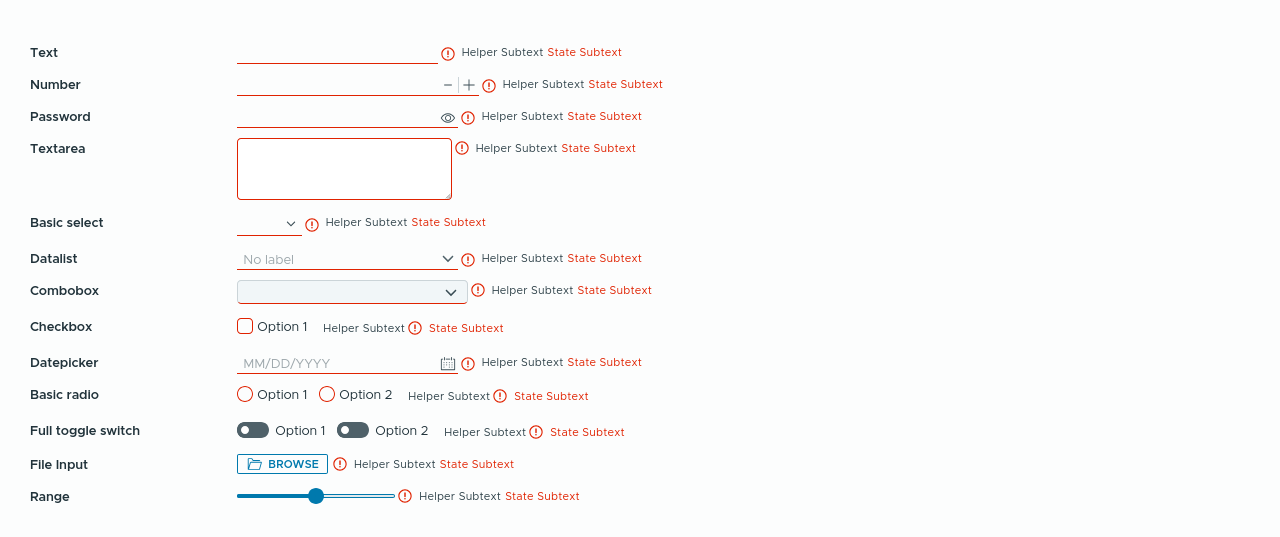 Text Helper Subtext State Subtext
Number Helper Subtext State Subtext
Password Helper Subtext State Subtext
Textarea Helper Subtext State Subtext
Basic select Helper Subtext State Subtext
Datalist No label Helper Subtext State Subtext
Combobox Helper Subtext State Subtext
Checkbox Option 1 Helper Subtext State Subtext
Datepicker MM/DD/YYYY Helper Subtext State Subtext
Basic radio Option 1 Option 2 Helper Subtext State Subtext
Full toggle switch Option 1 Option 2 Helper Subtext State Subtext
File Input BROWSE Helper Subtext State Subtext
Range Helper Subtext State Subtext